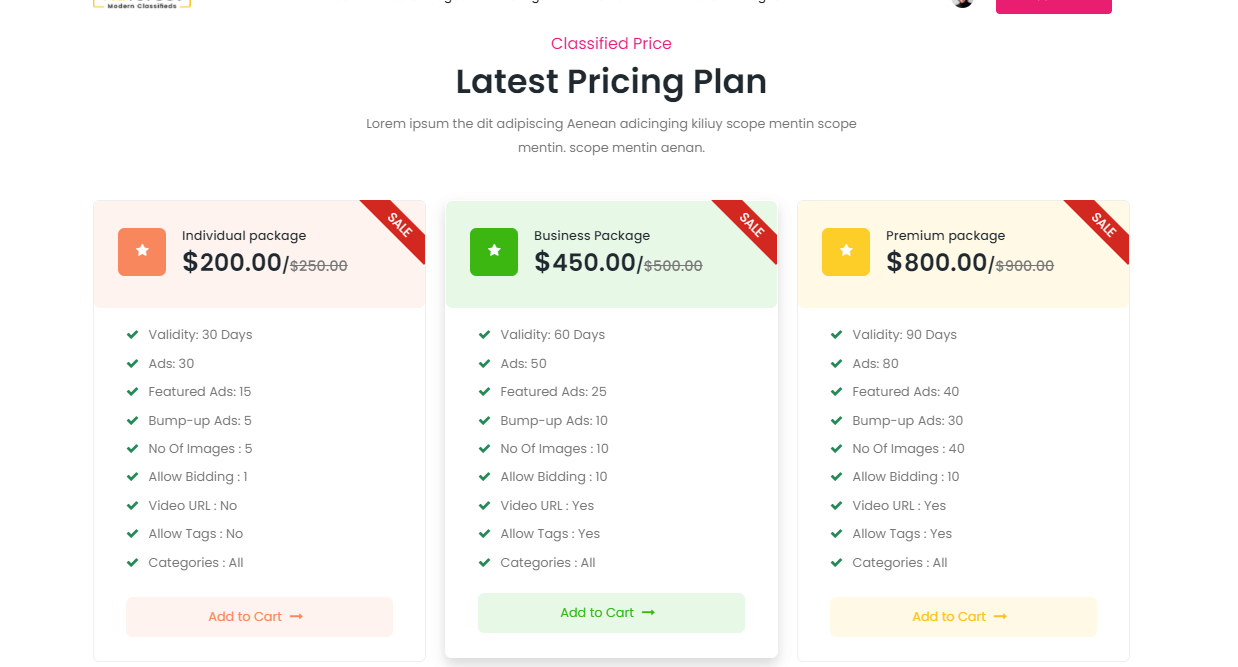 Modern Classifieds
Classified Price
Latest Pricing Plan
Lorem ipsum the dit adipiscing Aenean adicinging kiliuy scope mentin scope
mentin. scope mentin aenan.
SALE
Individual package
$200.00/$250.00
Validity: 30 Days
Ads: 30
Featured Ads: 15
Bump-up Ads: 5
No Of Images : 5
Allow Bidding : 1
Video URL : No
Allow Tags : No
Categories : All
Add to Cart
SALE
Business Package
$450.00/$500.00
Validity: 60 Days
Ads: 50
Featured Ads: 25
Bump-up Ads: 10
No Of Images : 10
Allow Bidding : 10
Video URL : Yes
Allow Tags : Yes
Categories : All
Add to Cart
SALE
Premium package
$800.00/$900.00
Validity: 90 Days
Ads: 80
Featured Ads: 40
Bump-up Ads: 30
No Of Images : 40
Allow Bidding : 10
Video URL : Yes
Allow Tags : Yes
Categories : All
Add to Cart